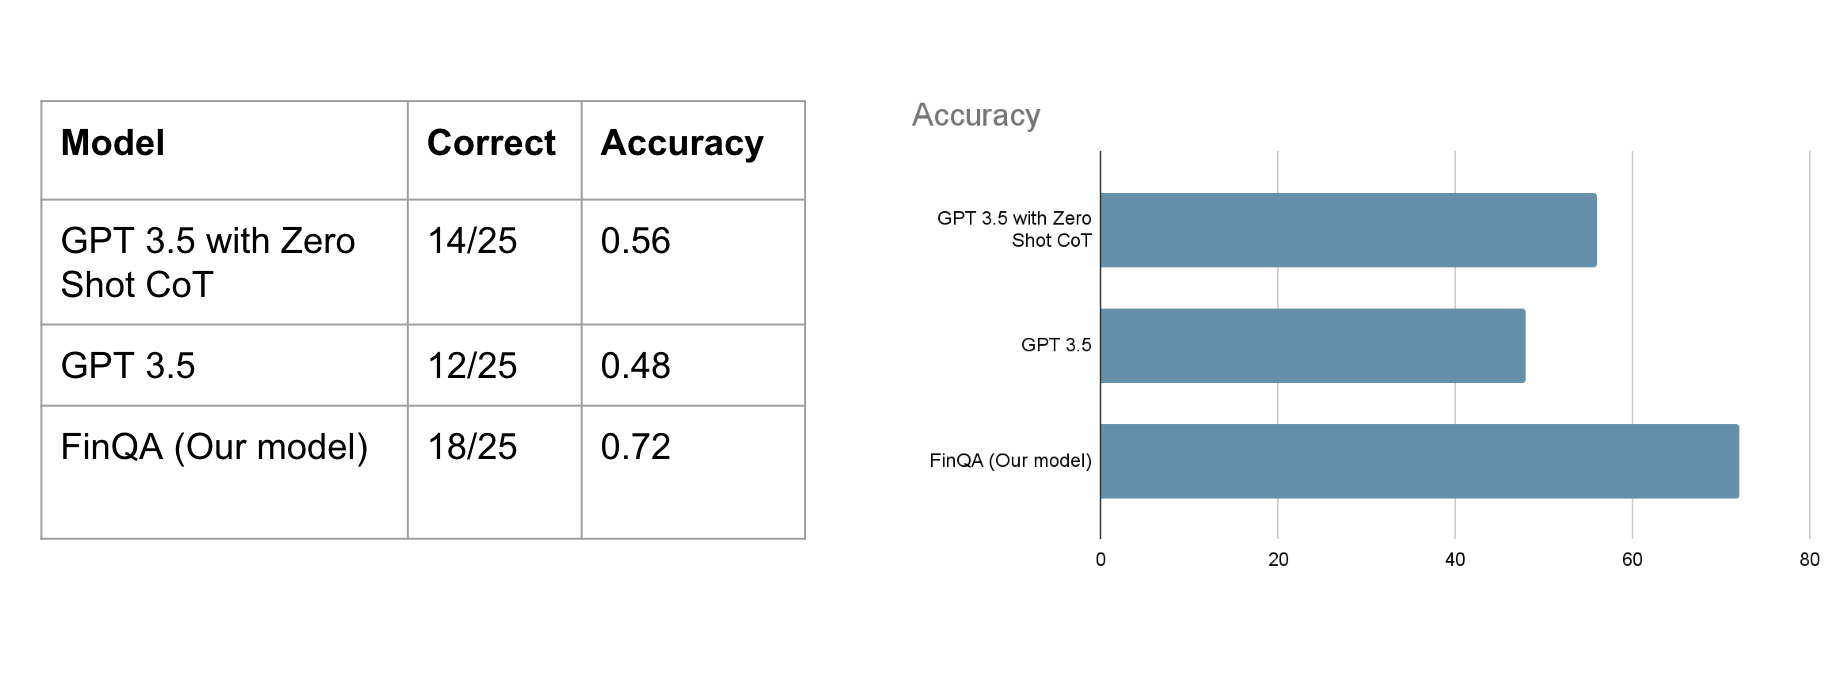 Model Correct Accuracy
GPT 3.5 with Zero
Shot CoT
14/25 0.56
GPT 3.5 12/25 0.48
FinQA (Our model) 18/25 0.72
Accuracy
GPT 3.5 with Zero
Shot CoT
GPT 3.5
FinQA (Our model)
0 20 40 60 80